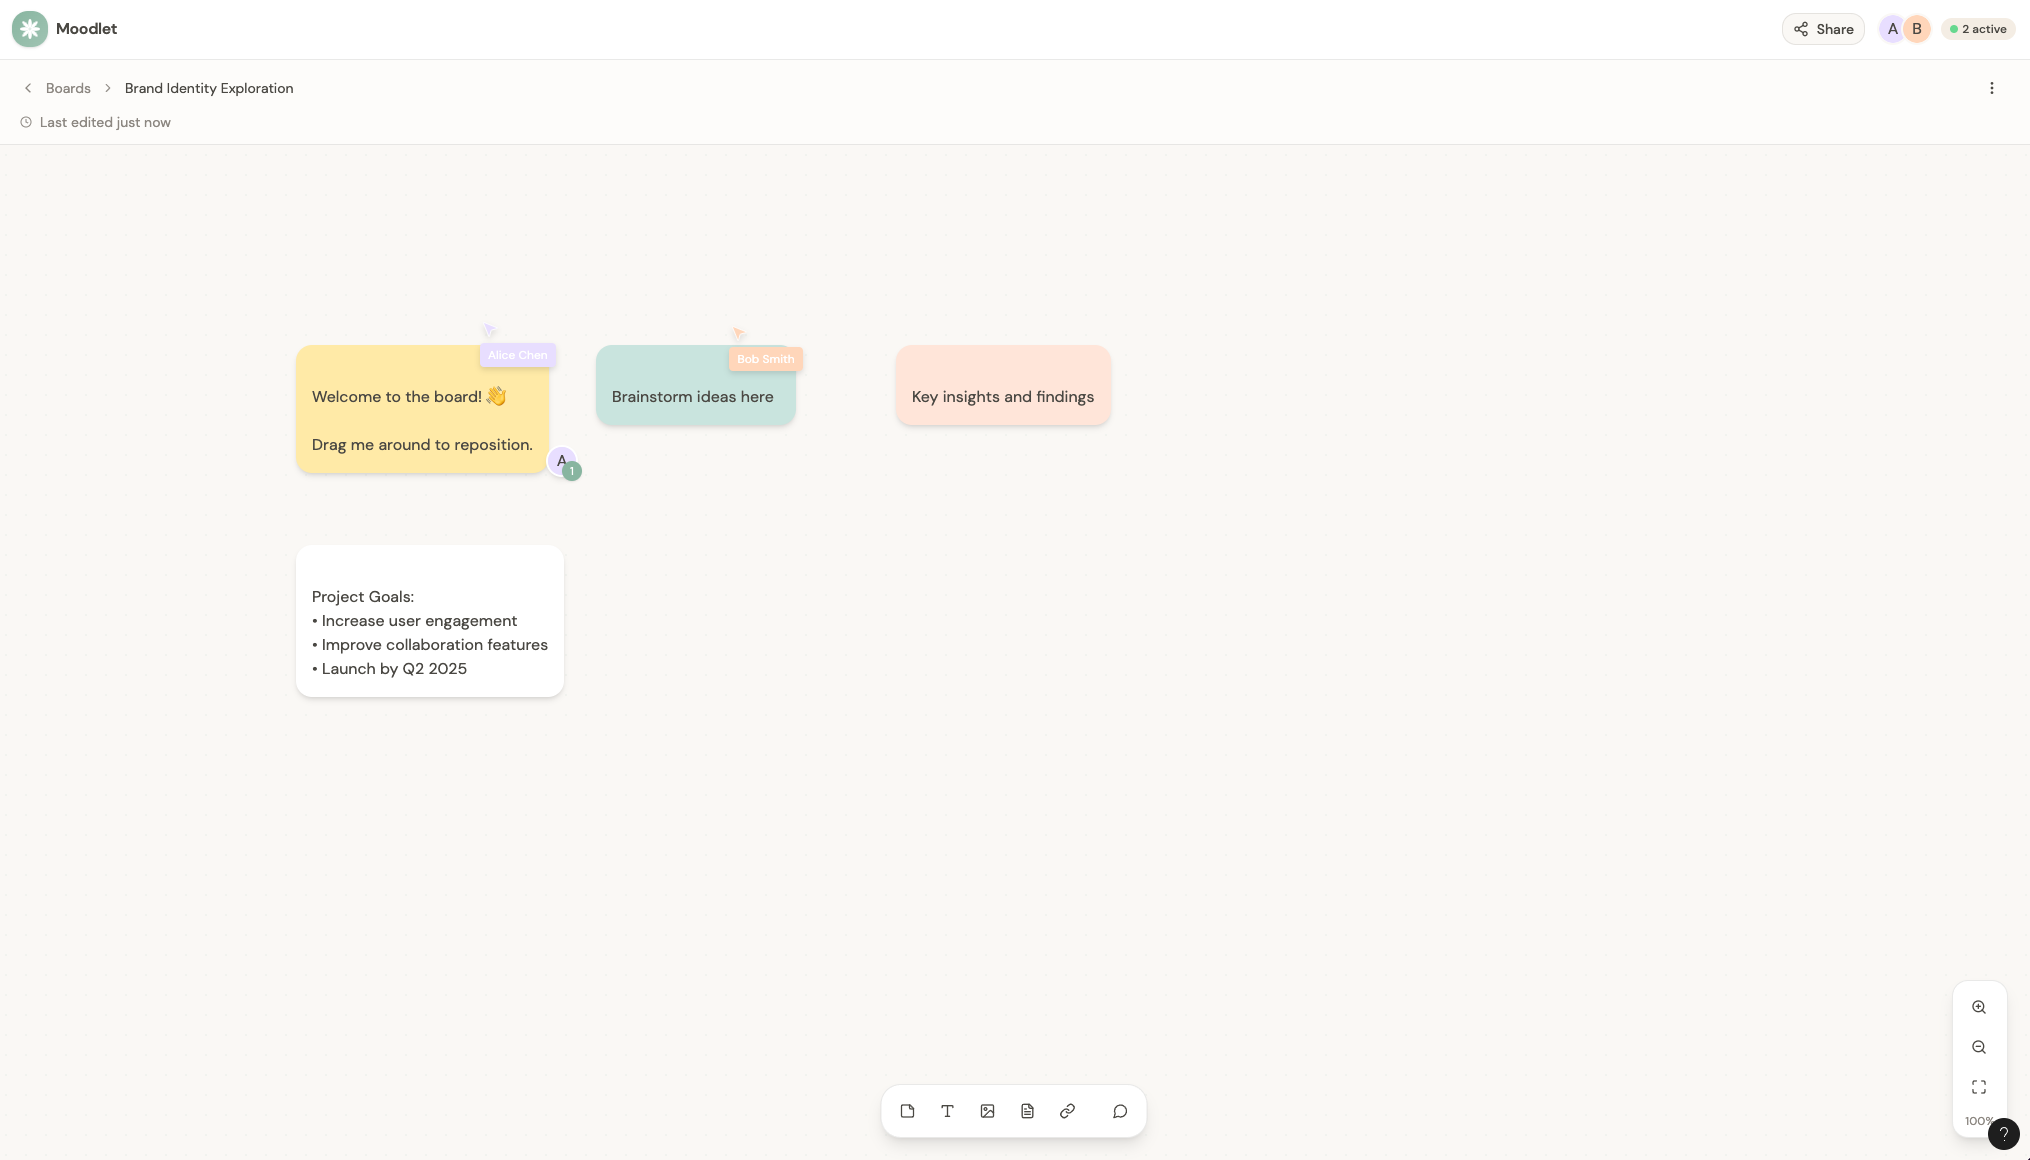 Moodlet
Share
A
B
2 active
Boards
Brand Identity Exploration
Last edited just now
Alice Chen
Welcome to the board! 👋
Drag me around to reposition.
A
1
Bob Smith
Brainstorm ideas here
Key insights and findings
Project Goals:
• Increase user engagement
• Improve collaboration features
• Launch by Q2 2025
100%
?